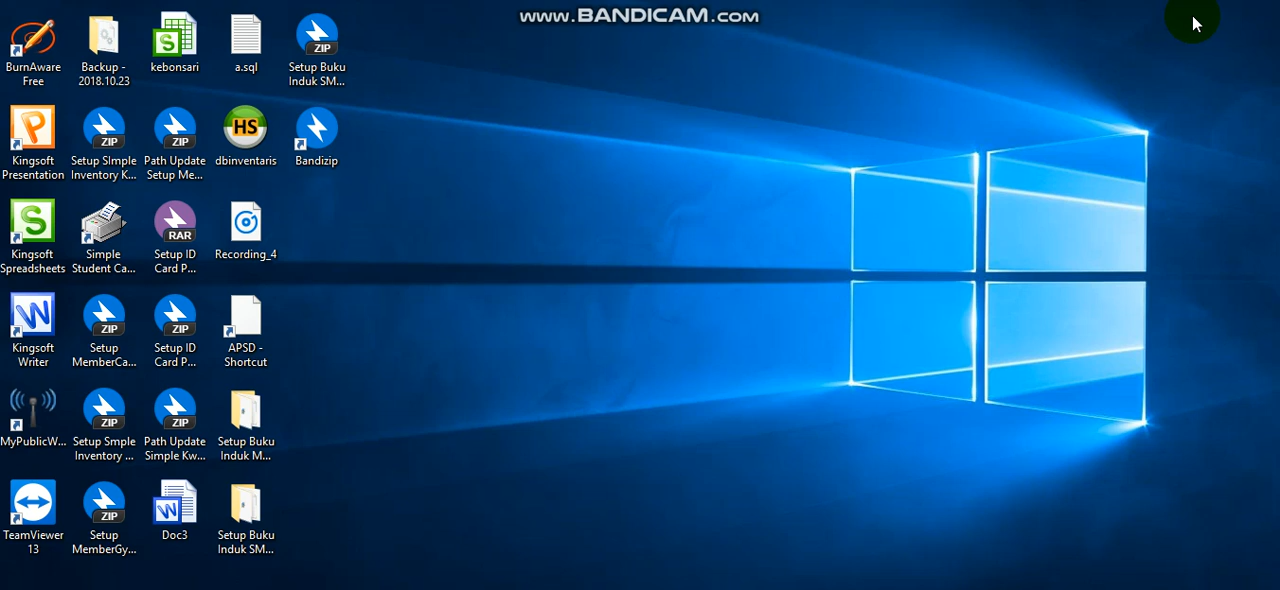 www.BANDICAM.com
BurnAware
Free
Backup -
2018.10.23
kebonsari
a.sql
ZIP
Setup Buku
Induk SM...
Kingsoft
Presentation
ZIP
Setup SImple
Inventory K...
ZIP
Path Update
Setup Me...
HS
dbinventaris
Bandizip
Kingsoft
Spreadsheets
Simple
Student Ca...
RAR
Setup ID
Card P...
Recording_4
Kingsoft
Writer
ZIP
Setup
MemberCa...
ZIP
Setup ID
Card P...
APSD -
Shortcut
MyPublicW...
ZIP
Setup Smple
Inventory ...
ZIP
Path Update
Simple Kw...
Setup Buku
Induk M...
TeamViewer
13
ZIP
Setup
MemberGy...
Doc3
Setup Buku
Induk SM...